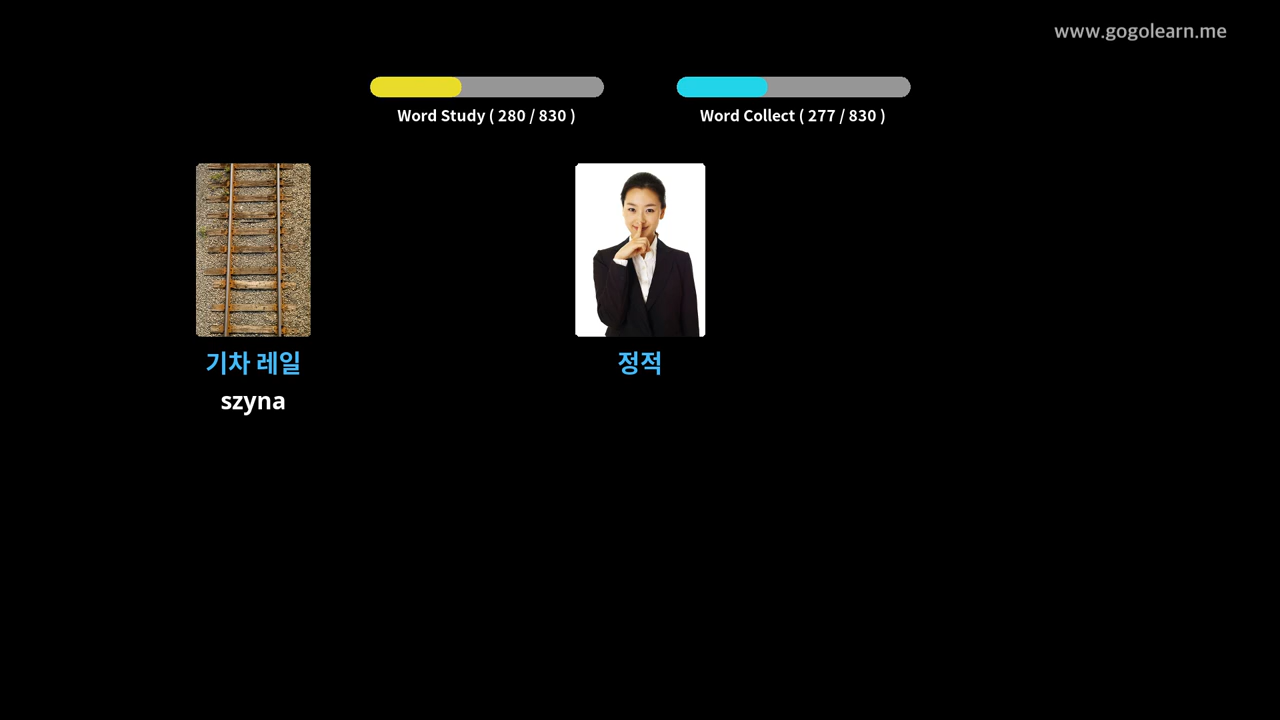 www.gogolearn.me
Word Study ( 280 / 830 )
Word Collect ( 277 / 830 )
기차 레일
szyna
정적